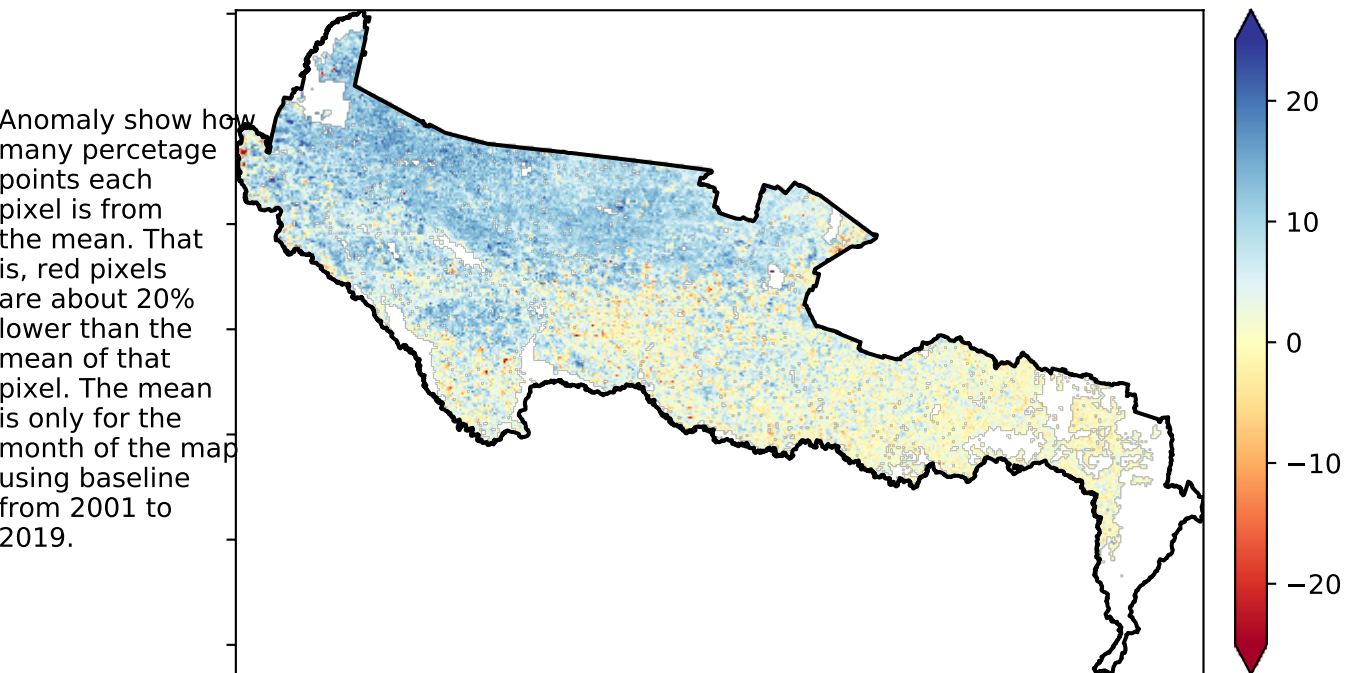 Anomaly show how
many percetage
points each
pixel is from
the mean. That
is, red pixels
are about 20%
lower than the
mean of that
pixel. The mean
is only for the
month of the map
using baseline
from 2001 to
2019.
20
10
0
−10
−20